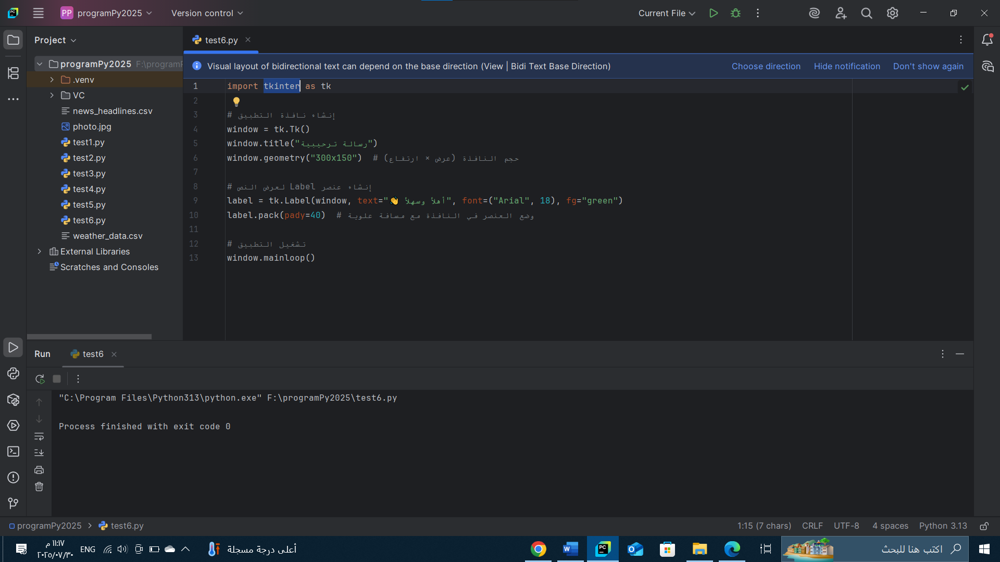 PP programPy2025 Version control Current File
Project
test6.py
programPy2025 F:\programF
Visual layout of bidirectional text can depend on the base direction (View | Bidi Text Base Direction) Choose direction Hide notification Don't show again
.venv
VC
news_headlines.csv
photo.jpg
test1.py
test2.py
test3.py
test4.py
test5.py
test6.py
weather_data.csv
External Libraries
Scratches and Consoles
1 import tkinter as tk
2
3 # إنشاء نافذة التطبيق
4 window = tk.Tk()
5 window.title("رسالة ترحيبية")
6 window.geometry("300x150") # حجم النافذة (عرض × ارتفاع)
7
8 # إنشاء عنصر Label لعرض النص
9 label = tk.Label(window, text="أهلاً وسهلاً 👋", font=("Arial", 18), fg="green")
10 label.pack(pady=40) # وضع العنصر في النافذة مع مسافة علوية
11
12 # تشغيل التطبيق
13 window.mainloop()
Run test6
"C:\Program Files\Python313\python.exe" F:\programPy2025\test6.py
Process finished with exit code 0
programPy2025 > test6.py 1:15 (7 chars) CRLF UTF-8 4 spaces Python 3.13
١١:١٧ م
٢٠٢٥/٠٧/٣٠
ENG
أعلى درجة مسجلة
اكتب هنا للبحث